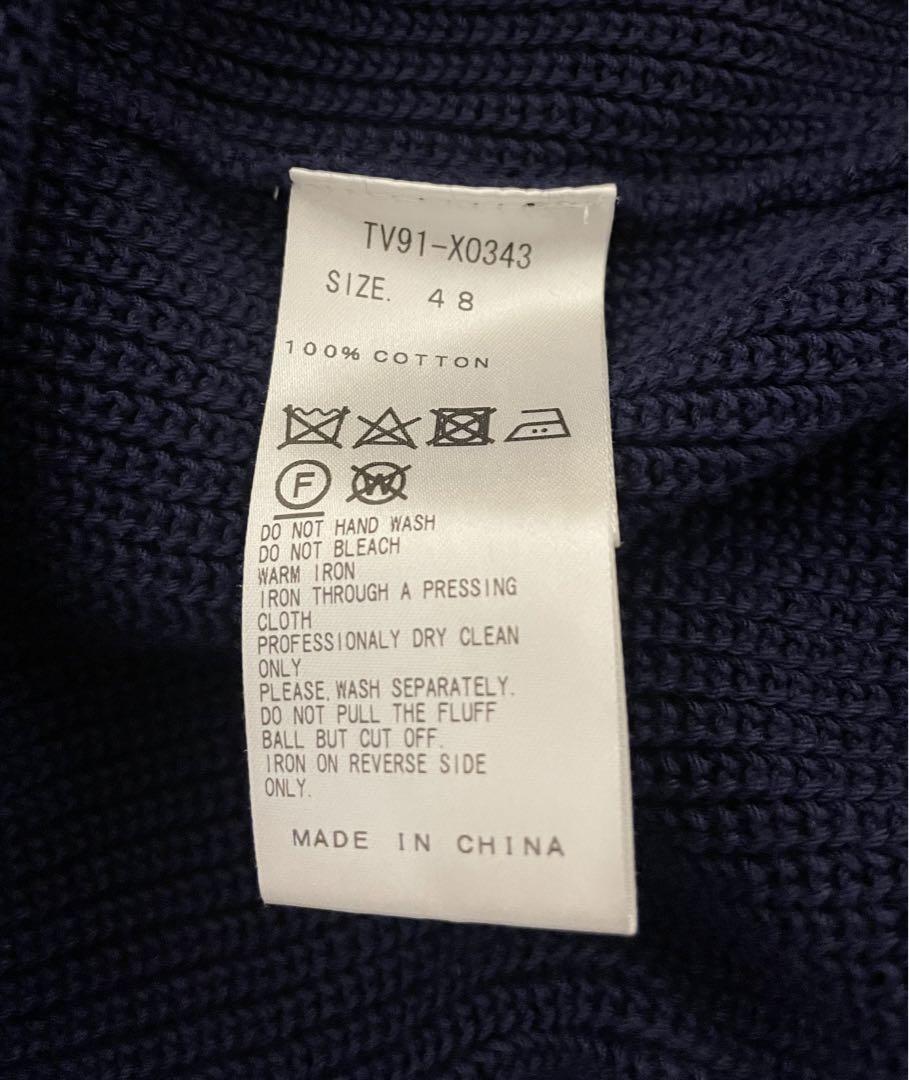 TV91-X0343
SIZE. 48
100% COTTON
F W
DO NOT HAND WASH
DO NOT BLEACH
WARM IRON
IRON THROUGH A PRESSING
CLOTH
PROFESSIONALY DRY CLEAN
ONLY
PLEASE, WASH SEPARATELY.
DO NOT PULL THE FLUFF
BALL BUT CUT OFF.
IRON ON REVERSE SIDE
ONLY.
MADE IN CHINA